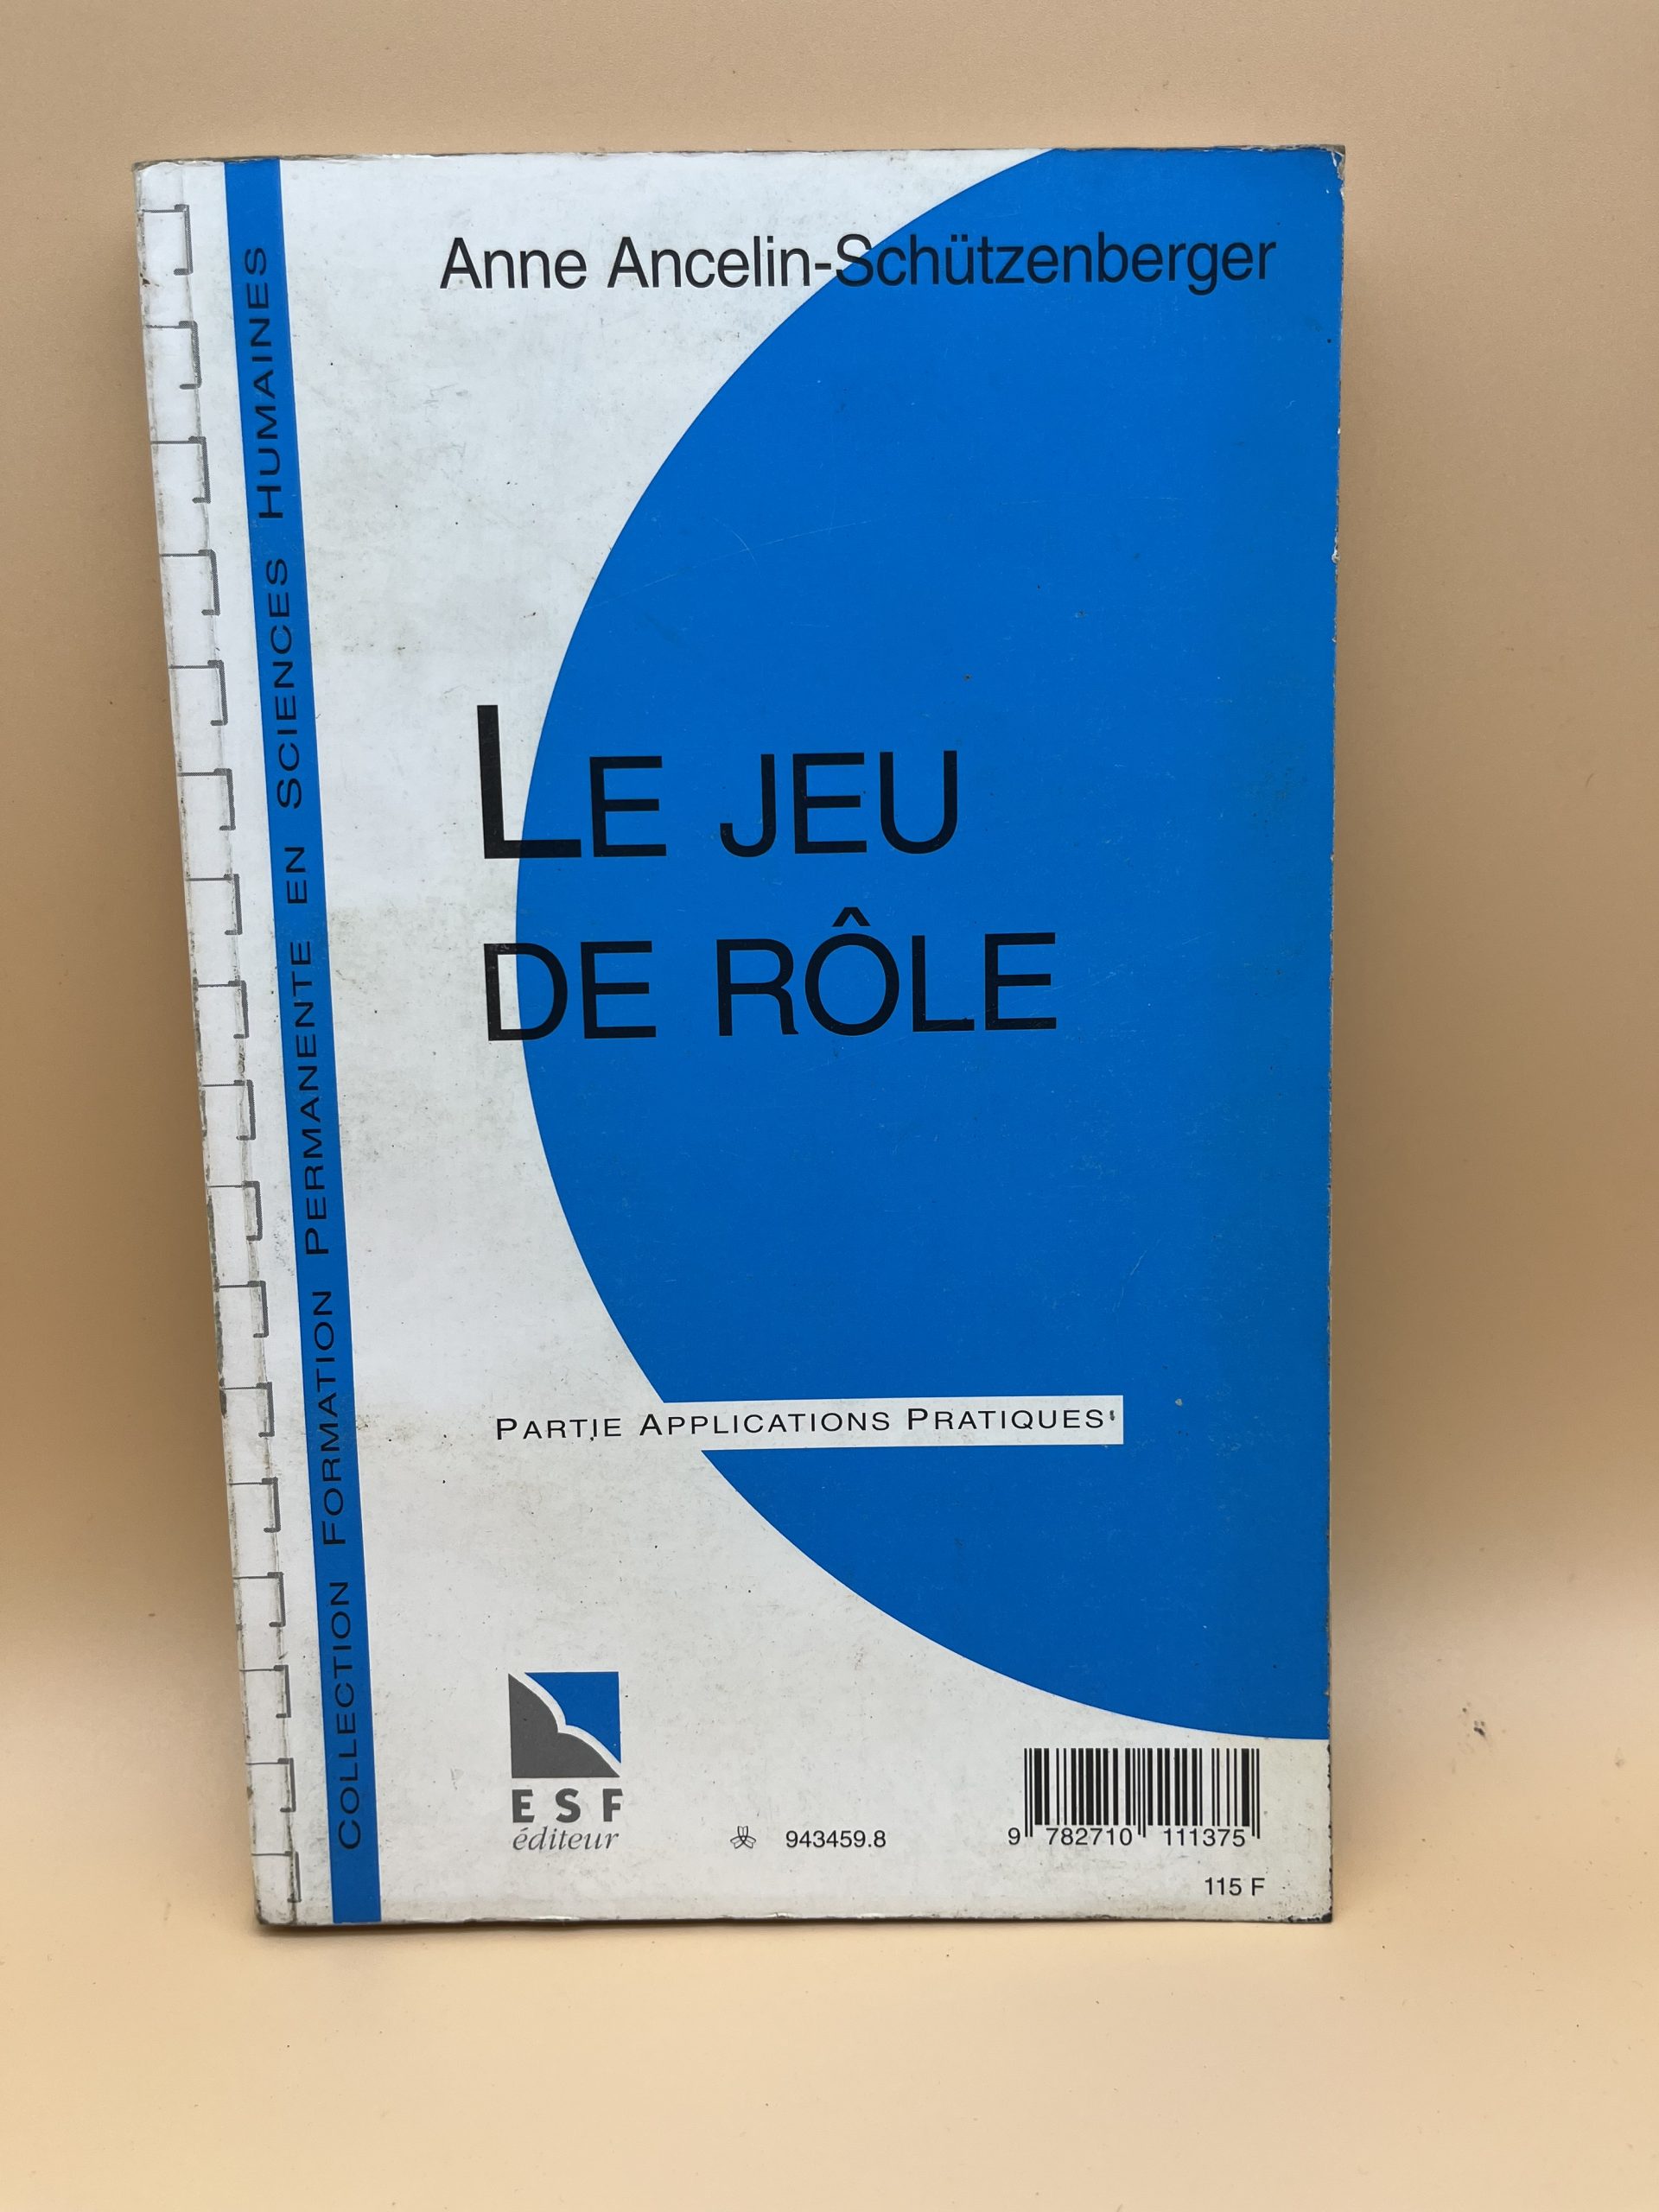 Anne Ancelin-Schützenberger
COLLECTION FORMATION PERMANENTE EN SCIENCES HUMAINES
LE JEU
DE RÔLE
PARTIE APPLICATIONS PRATIQUES
ESF
éditeur
943459.8
9 782710 111375
115 F